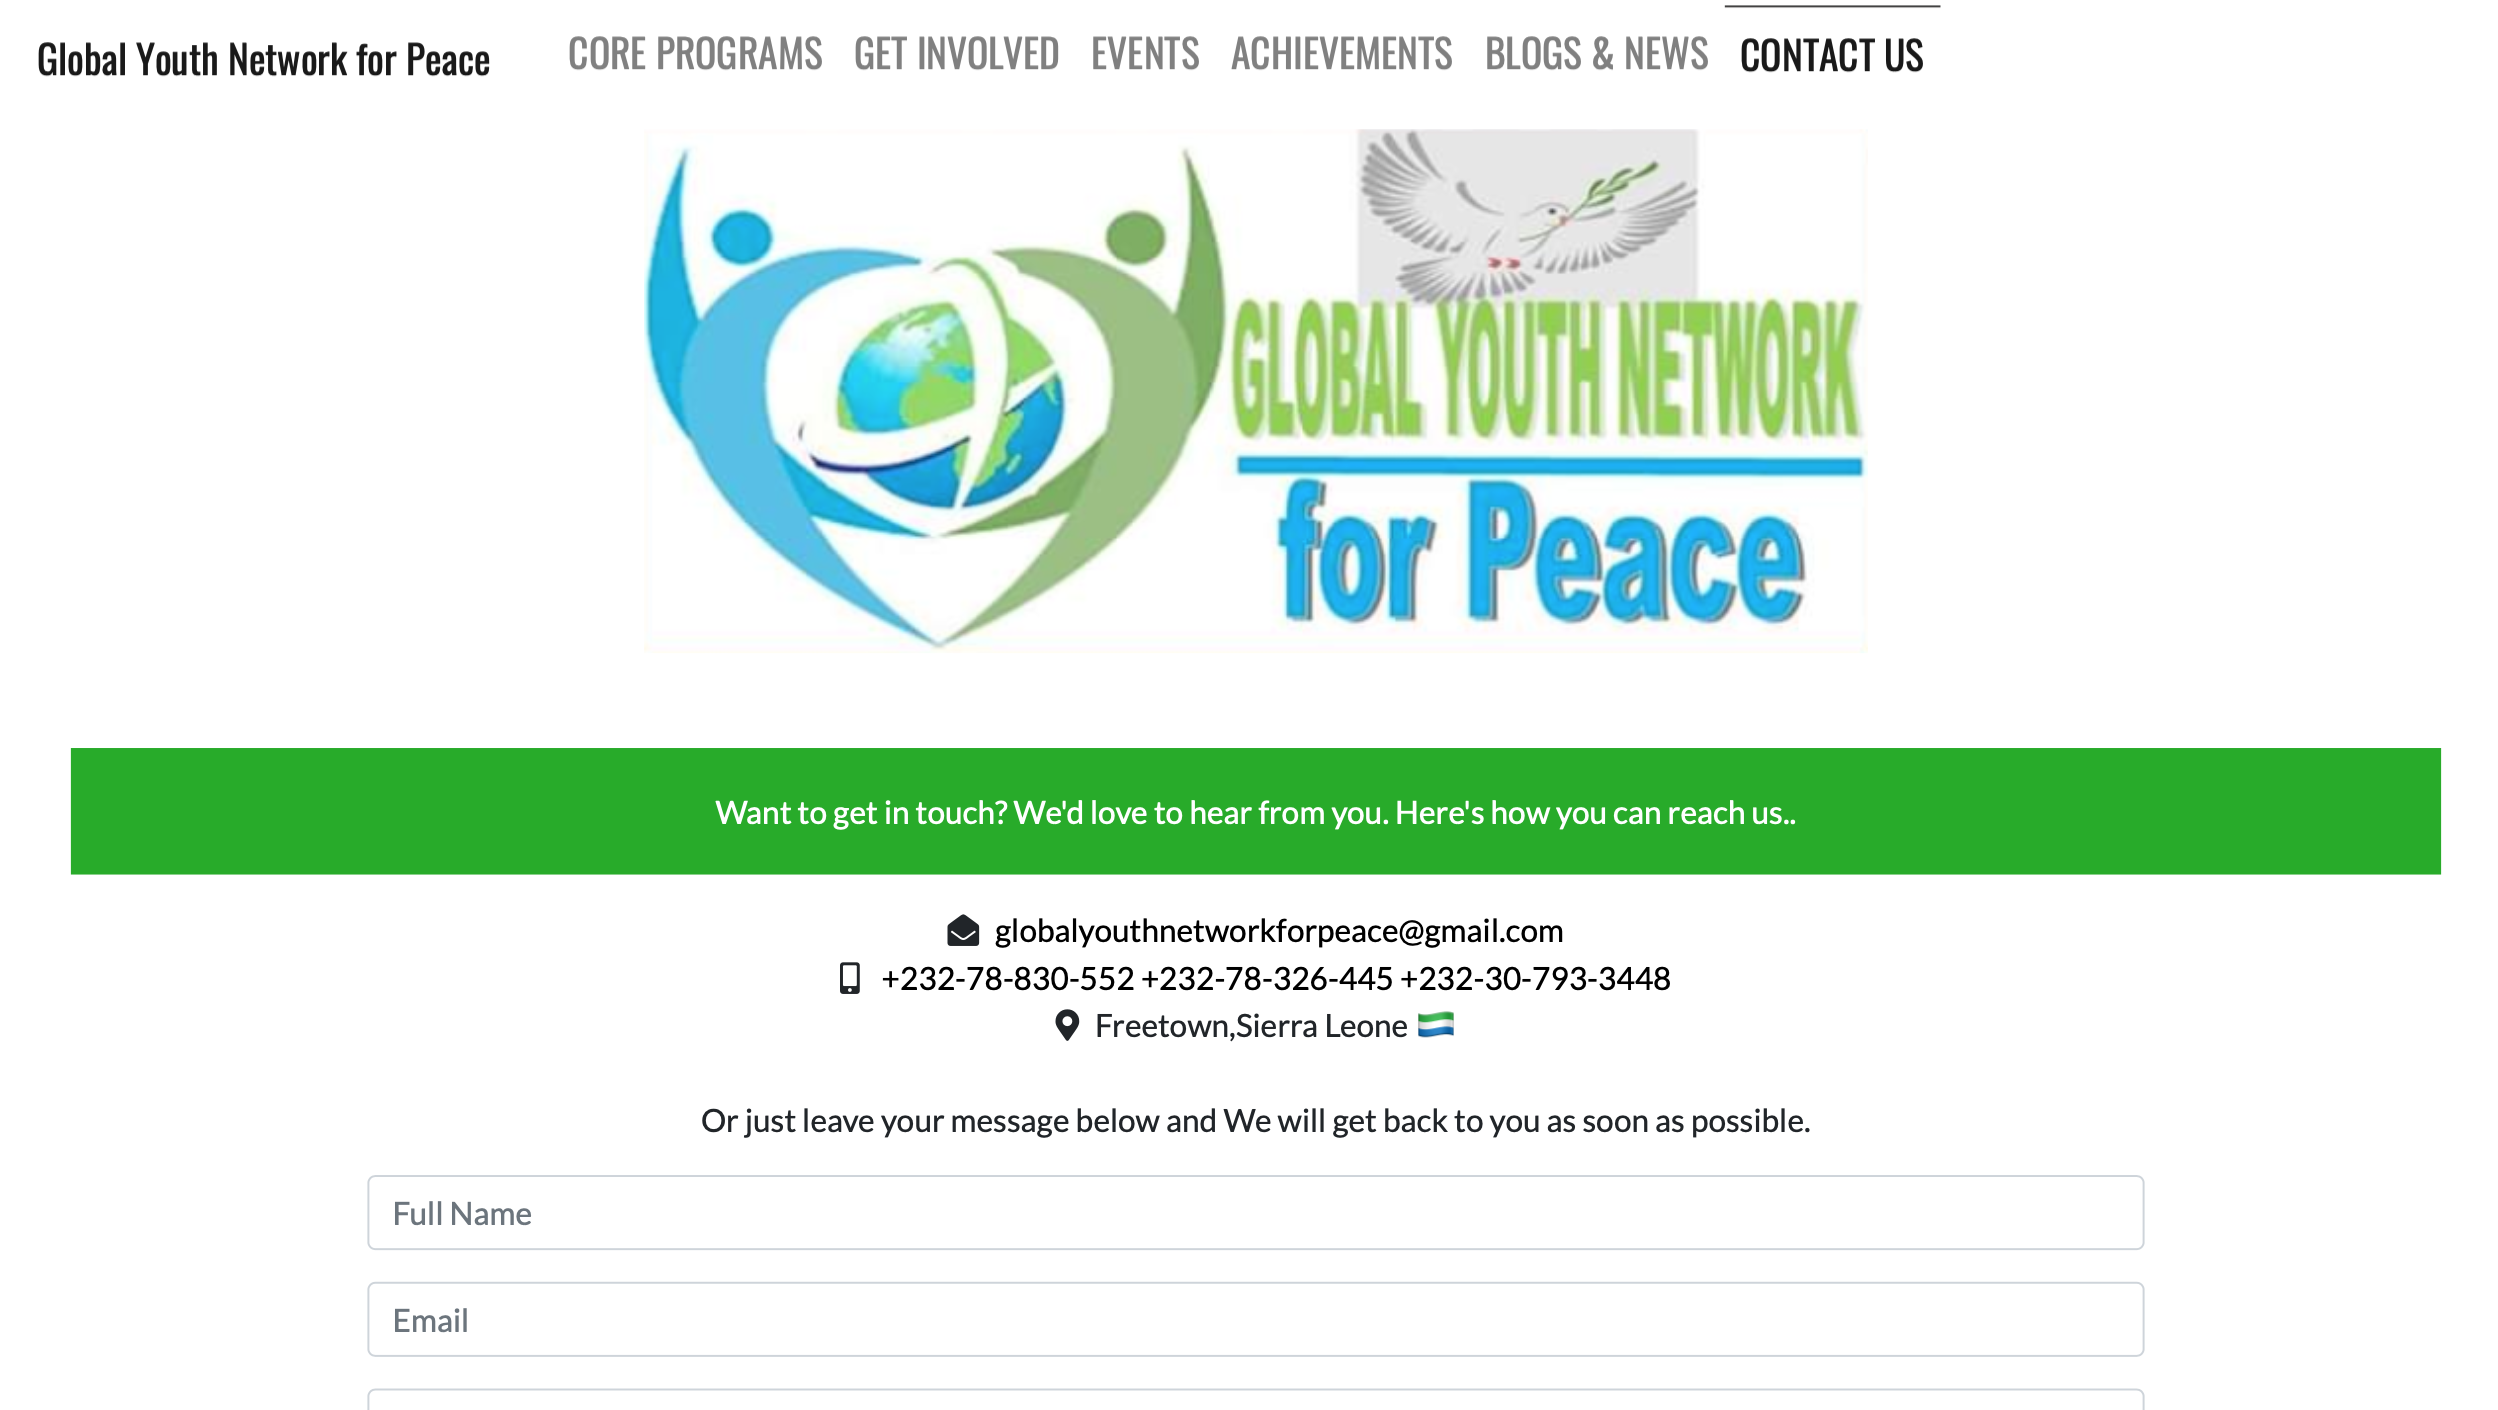 Global Youth Network for Peace
CORE PROGRAMS GET INVOLVED EVENTS ACHIEVEMENTS BLOGS & NEWS CONTACT US
GLOBAL YOUTH NETWORK
for Peace
Want to get in touch? We'd love to hear from you. Here's how you can reach us..
globalyouthnetworkforpeace@gmail.com
+232-78-830-552 +232-78-326-445 +232-30-793-3448
Freetown,Sierra Leone 🇸🇱
Or just leave your message below and We will get back to you as soon as possible.
Full Name
Email